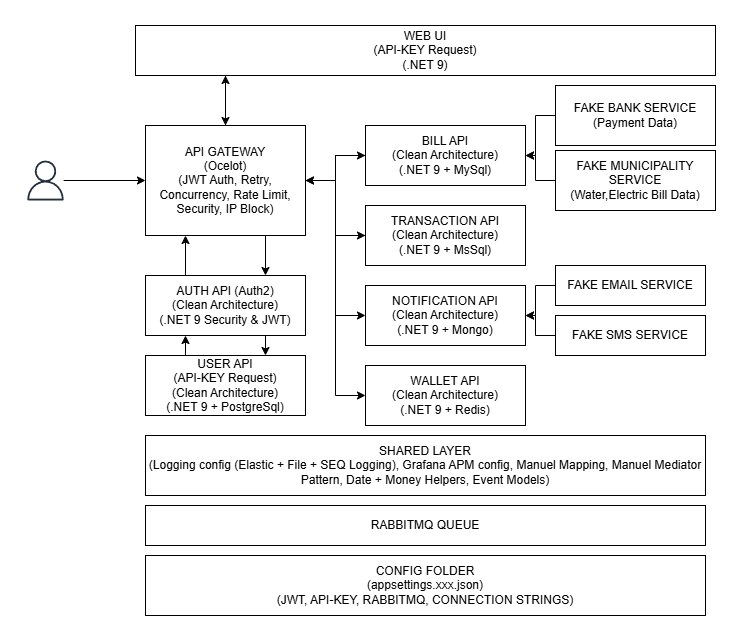 WEB UI
(API-KEY Request)
(.NET 9)
API GATEWAY
(Ocelot)
(JWT Auth, Retry,
Concurrency, Rate Limit,
Security, IP Block)
BILL API
(Clean Architecture)
(.NET 9 + MySql)
FAKE BANK SERVICE
(Payment Data)
FAKE MUNICIPALITY
SERVICE
(Water,Electric Bill Data)
TRANSACTION API
(Clean Architecture)
(.NET 9 + MsSql)
AUTH API (Auth2)
(Clean Architecture)
(.NET 9 Security & JWT)
NOTIFICATION API
(Clean Architecture)
(.NET 9 + Mongo)
FAKE EMAIL SERVICE
FAKE SMS SERVICE
USER API
(API-KEY Request)
(Clean Architecture)
(.NET 9 + PostgreSql)
WALLET API
(Clean Architecture)
(.NET 9 + Redis)
SHARED LAYER
(Logging config (Elastic + File + SEQ Logging), Grafana APM config, Manuel Mapping, Manuel Mediator
Pattern, Date + Money Helpers, Event Models)
RABBITMQ QUEUE
CONFIG FOLDER
(appsettings.xxx.json)
(JWT, API-KEY, RABBITMQ, CONNECTION STRINGS)